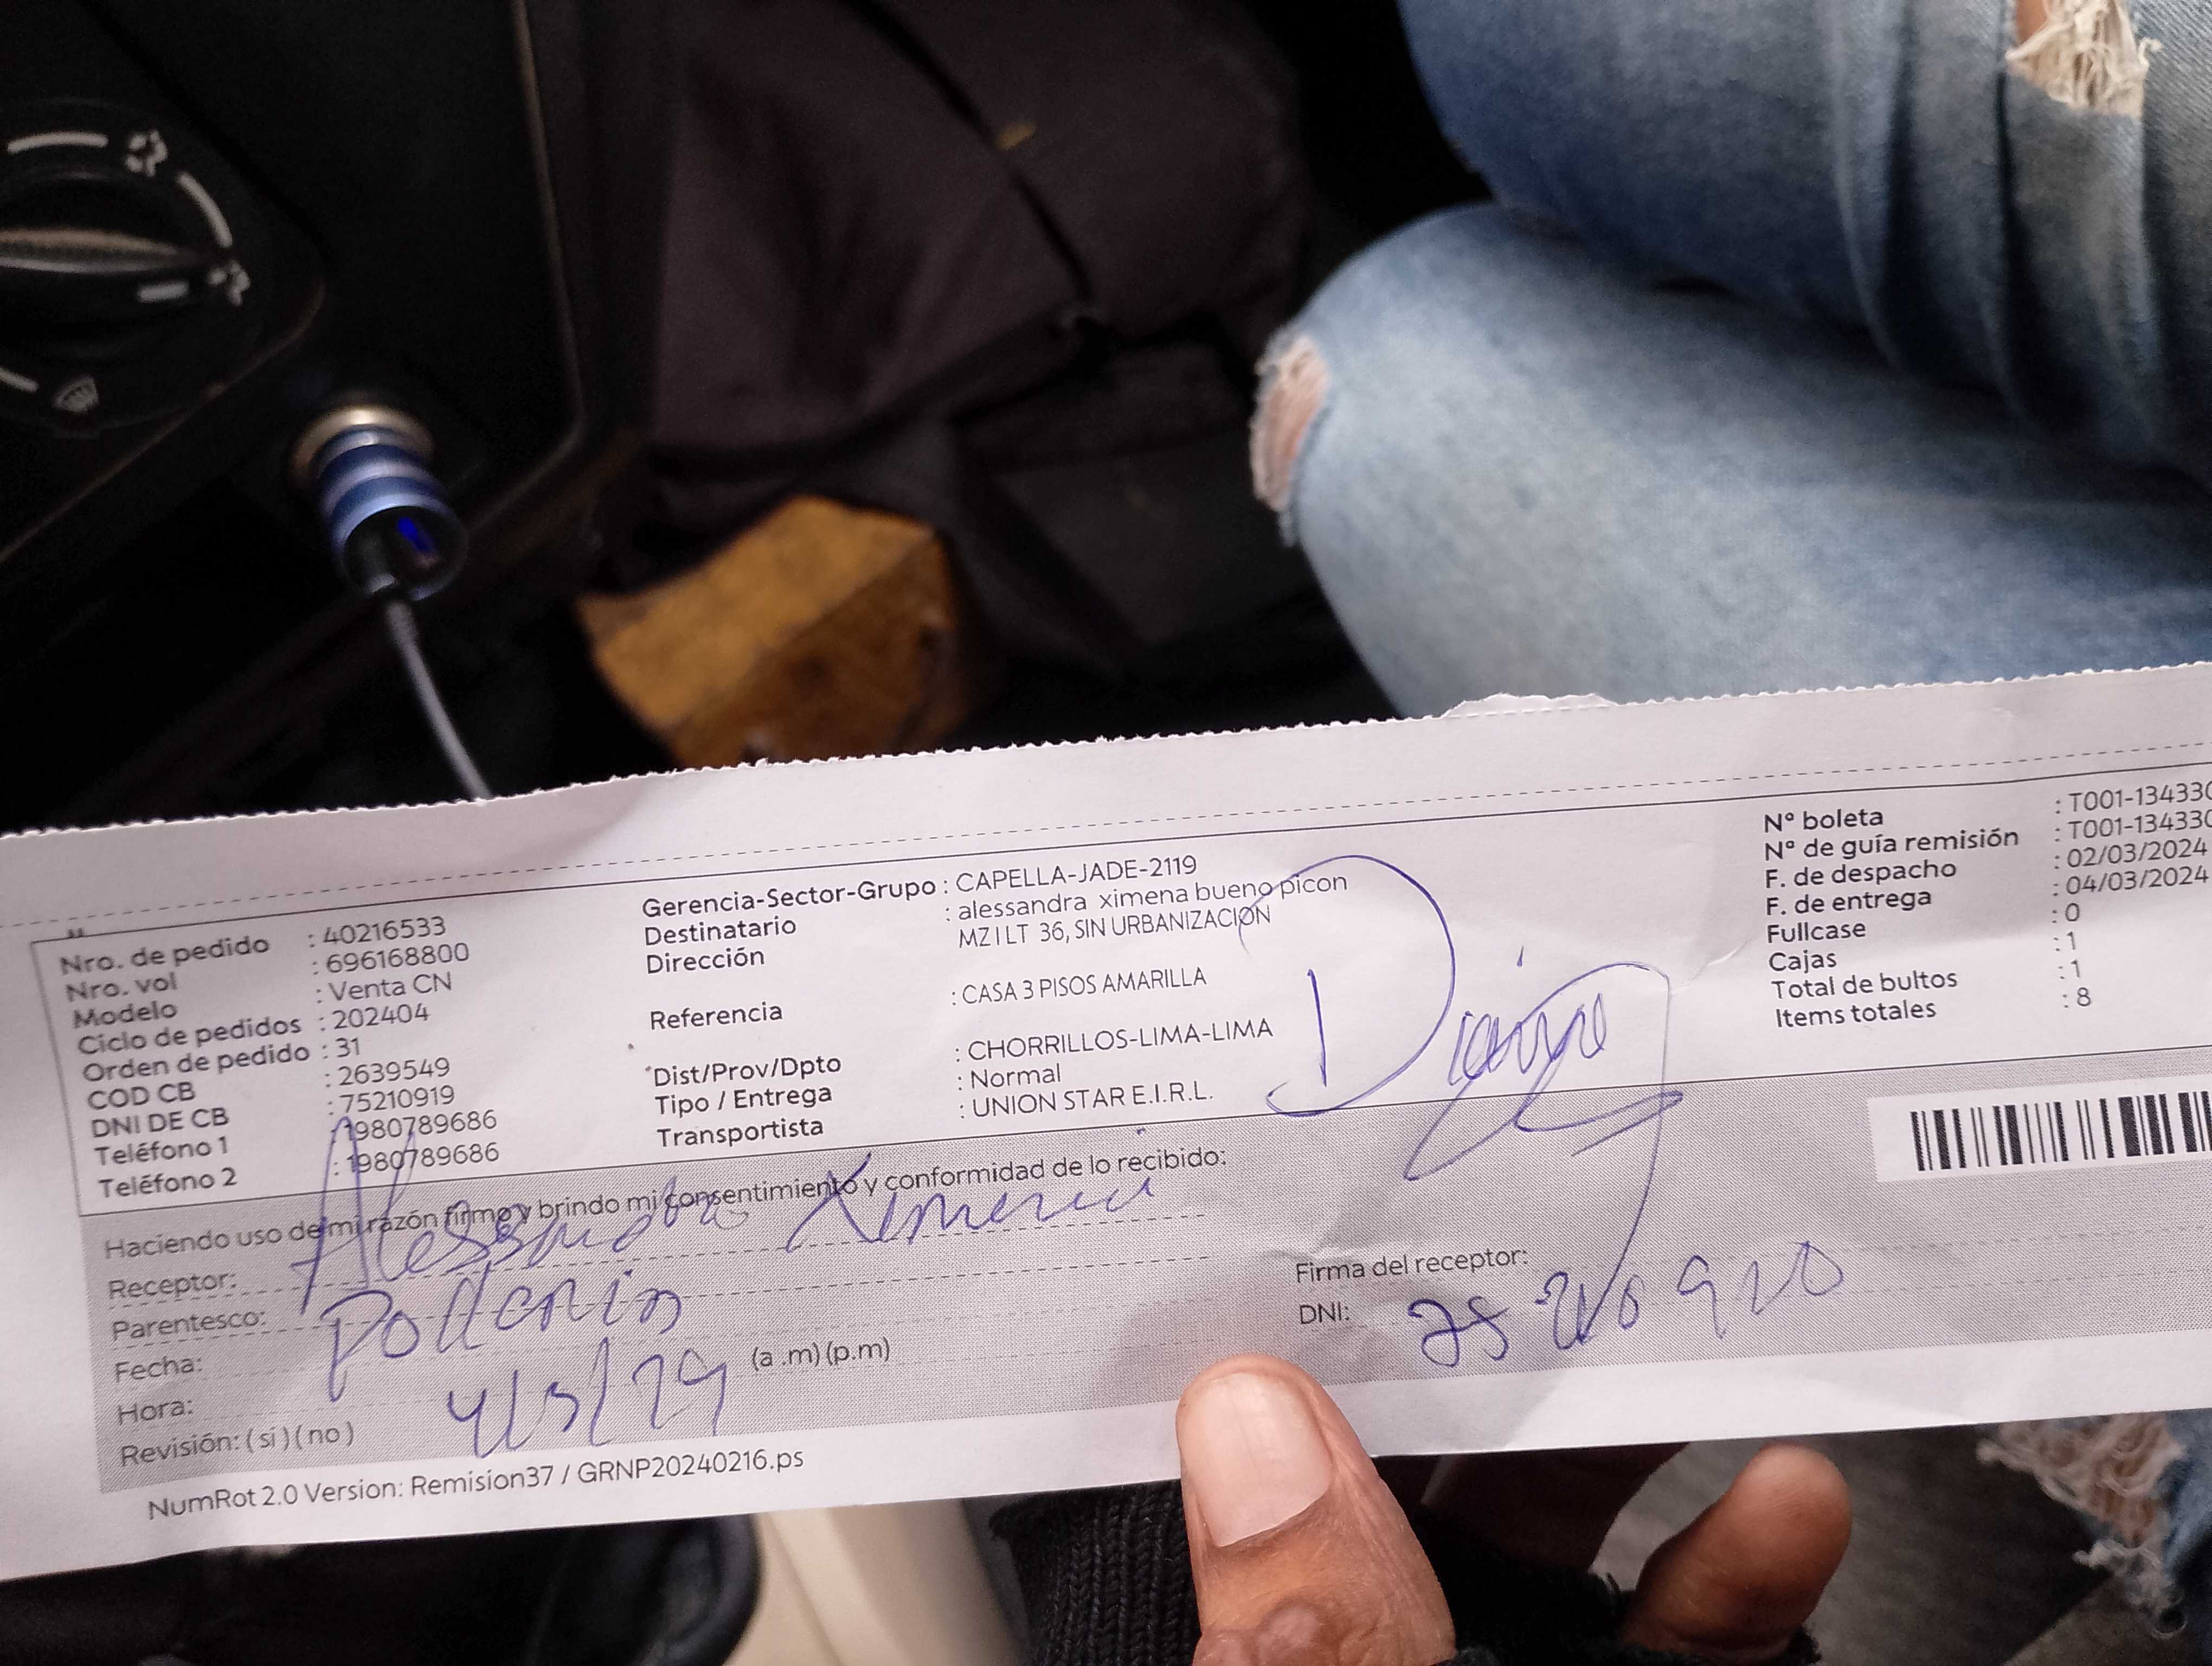 Nro. de pedido : 40216533
Nro. vol : 696168800
Modelo : Venta CN
Ciclo de pedidos : 202404
Orden de pedido : 31
COD CB : 2639549
DNI DE CB : 75210919
Teléfono 1 : 1980789686
Teléfono 2 : 1980789686
Gerencia-Sector-Grupo : CAPELLA-JADE-2119
Destinatario : alessandra ximena bueno picon
Dirección MZ I LT 36, SIN URBANIZACION
Referencia : CASA 3 PISOS AMARILLA
Dist/Prov/Dpto : CHORRILLOS-LIMA-LIMA
Tipo / Entrega : Normal
Transportista : UNION STAR E.I.R.L.
Nº boleta : T001-134330
Nº de guía remisión : T001-134330
F. de despacho : 02/03/2024
F. de entrega : 04/03/2024
Fullcase : 0
Cajas : 1
Total de bultos : 1
Items totales : 8
Haciendo uso de mi razón firmo y brindo mi consentimiento y conformidad de lo recibido:
Receptor: Alessandra Ximena
Parentesco:
Fecha:
Hora: (a .m) (p.m)
Revisión: ( si ) ( no )
Firma del receptor:
DNI:
NumRot 2.0 Version: Remision37 / GRNP20240216.ps